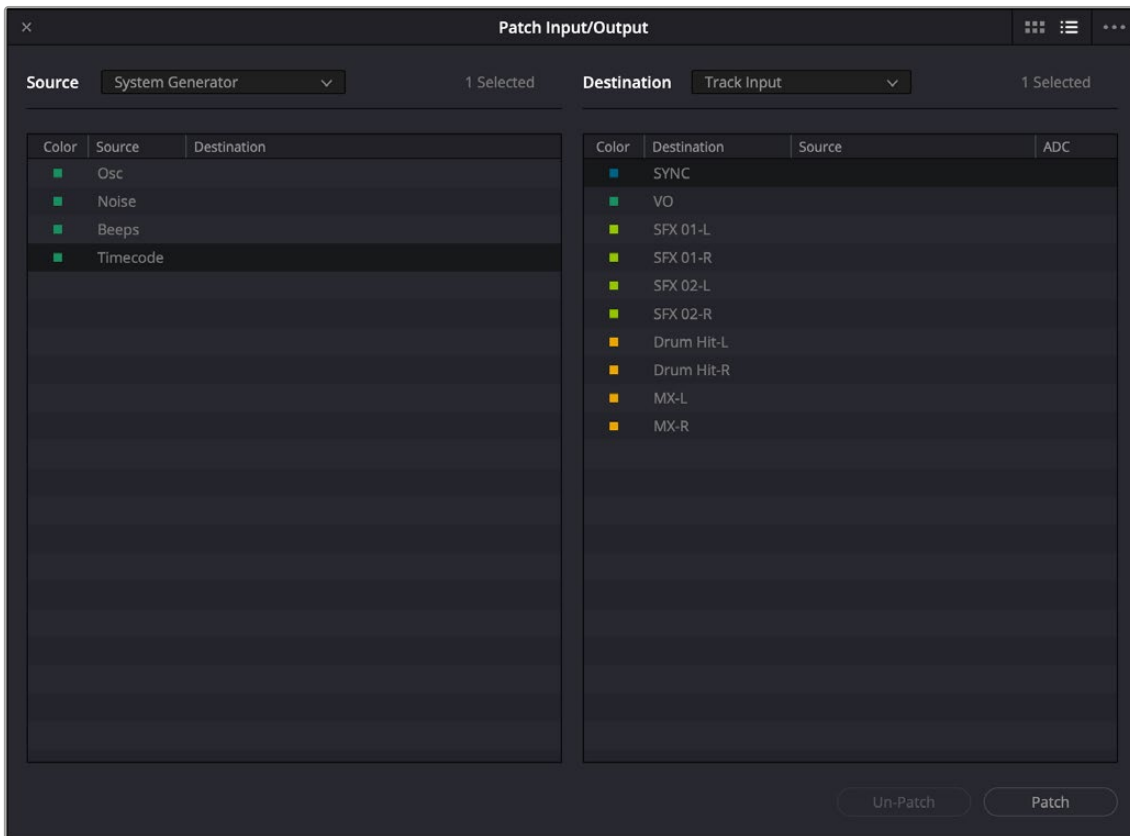 Patch Input/Output
Source System Generator 1 Selected
Destination Track Input 1 Selected
Color Source Destination
Osc
Noise
Beeps
Timecode
Color Destination Source ADC
SYNC
VO
SFX 01-L
SFX 01-R
SFX 02-L
SFX 02-R
Drum Hit-L
Drum Hit-R
MX-L
MX-R
Un-Patch Patch